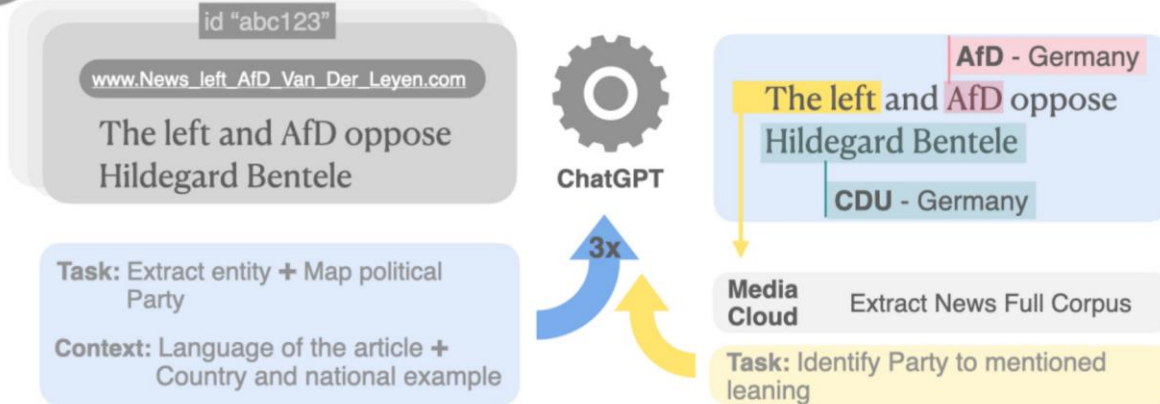 id “abc123”
www.News_left_AfD_Van_Der_Leyen.com
The left and AfD oppose
Hildegard Bentele
Task: Extract entity + Map political
Party
Context: Language of the article +
Country and national example
ChatGPT
3x
AfD - Germany
The left and AfD oppose
Hildegard Bentele
CDU - Germany
Media
Cloud
Extract News Full Corpus
Task: Identify Party to mentioned
leaning